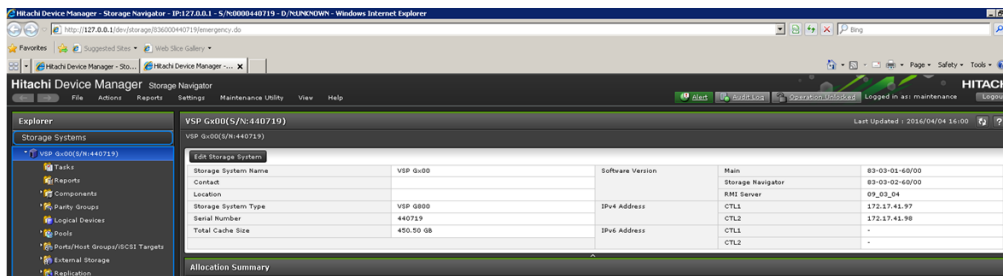 Hitachi Device Manager - Storage Navigator - IP:127.0.0.1 - S/N:0000440719 - D/N:UNKNOWN - Windows Internet Explorer
http://127.0.0.1/dev/storage/836000440719/emergency.do
Bing
Favorites Suggested Sites Web Slice Gallery
Hitachi Device Manager - Sto... Hitachi Device Manager -... X Page Safety Tools
Hitachi Device Manager Storage Navigator HITACHI
File Actions Reports Settings Maintenance Utility View Help Alert Audit Log Operation Unlocked Logged in as: maintenance Logout
Explorer VSP Gx00(S/N:440719) Last Updated : 2016/04/04 16:00
Storage Systems VSP Gx00(S/N:440719)
VSP Gx00(S/N:440719) Edit Storage System
Tasks Storage System Name VSP Gx00 Software Version Main 83-03-01-60/00
Reports Contact Storage Navigator 83-03-02-60/00
Components Location RMI Server 09_03_04
Parity Groups Storage System Type VSP G800 IPv4 Address CTL1 172.17.41.97
Logical Devices Serial Number 440719 CTL2 172.17.41.98
Pools Total Cache Size 450.50 GB IPv6 Address CTL1 -
Ports/Host Groups/iSCSI Targets CTL2 -
External Storage
Replication Allocation Summary